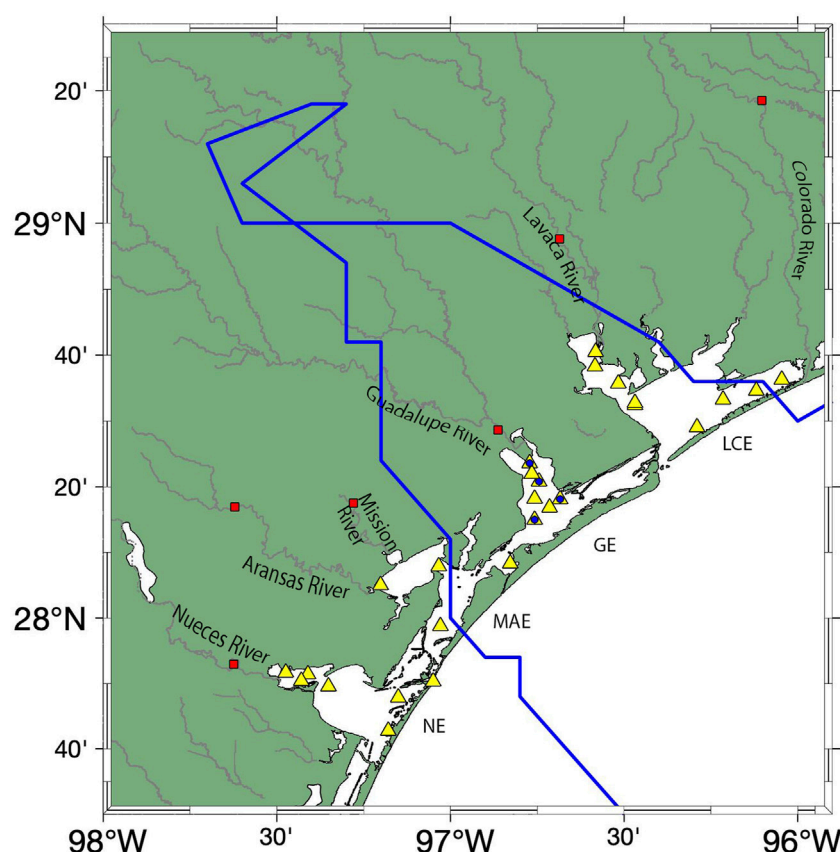 20'
29°N
40'
20'
28°N
40'
98°W
30'
97°W
30'
96°W
Colorado River
Lavaca River
Guadalupe River
Mission
River
Aransas River
Nueces River
LCE
GE
MAE
NE